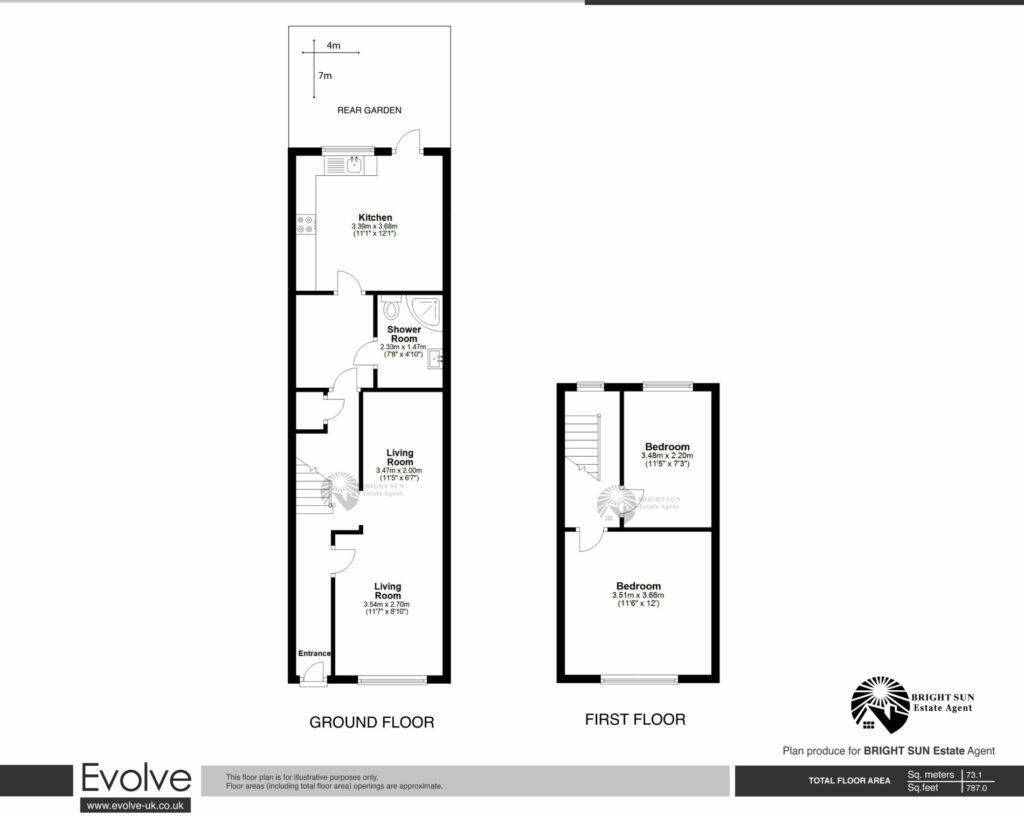 4m
7m
REAR GARDEN
Kitchen
3.39m x 3.68m
(11'1" x 12'1")
Shower
Room
2.33m x 1.47m
(7'8" x 4'10")
Living
Room
3.47m x 2.00m
(11'5" x 6'7")
BRIGHT SUN
Estate Agent
Living
Room
3.54m x 2.70m
(11'7" x 8'10")
Entrance
GROUND FLOOR
Bedroom
3.48m x 2.20m
(11'5" x 7'3")
BRIGHT SUN
Estate Agent
Bedroom
3.51m x 3.66m
(11'6" x 12')
FIRST FLOOR
BRIGHT SUN
Estate Agent
Plan produce for BRIGHT SUN Estate Agent
Evolve
www.evolve-uk.co.uk
This floor plan is for illustrative purposes only.
Floor areas (including total floor area) openings are approximate.
TOTAL FLOOR AREA
Sq. meters 73.1
Sq.feet 787.0